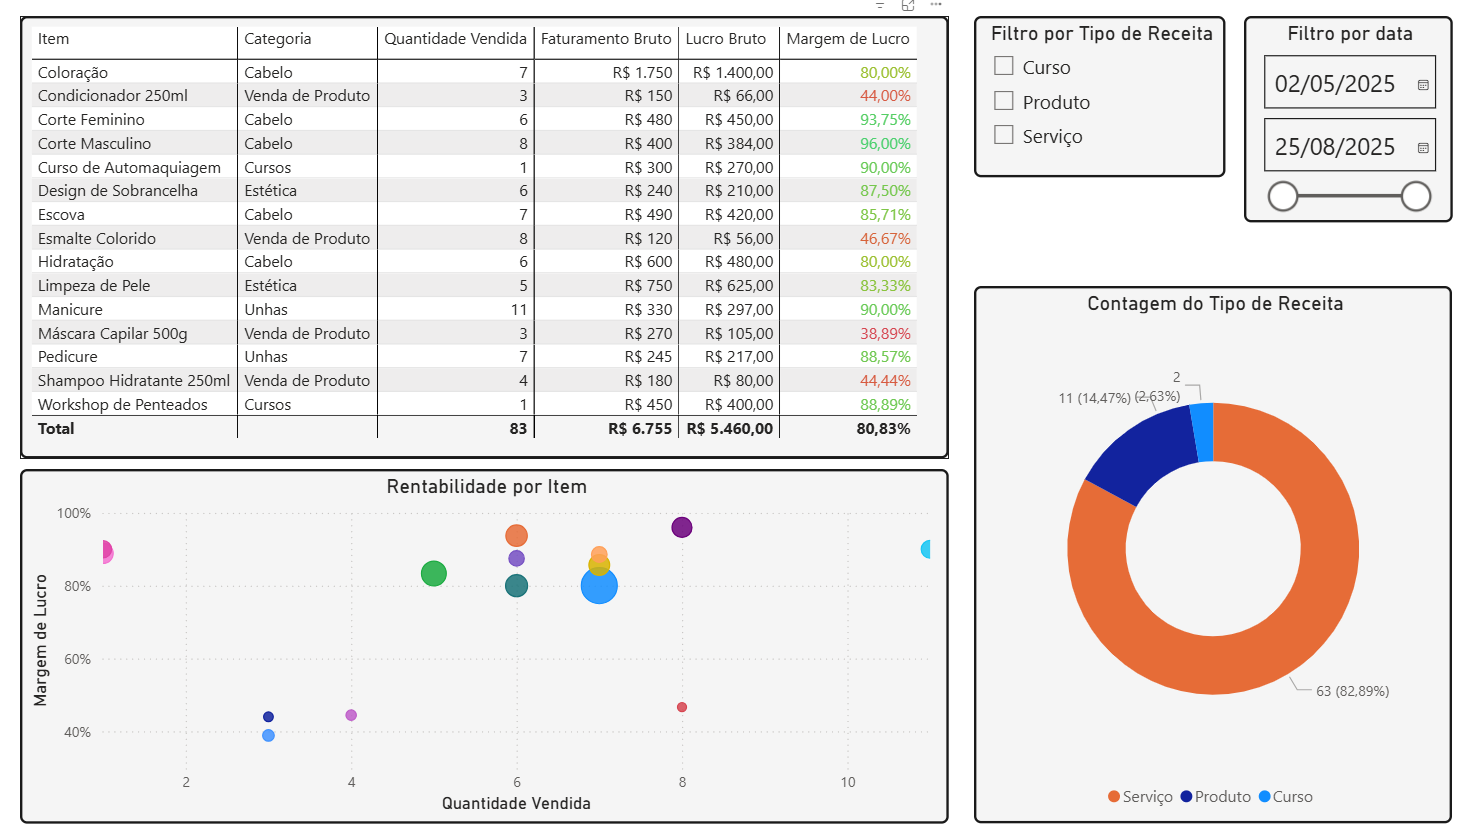 Item Categoria Quantidade Vendida Faturamento Bruto Lucro Bruto Margem de Lucro
Coloração Cabelo 7 R$ 1.750 R$ 1.400,00 80,00%
Condicionador 250ml Venda de Produto 3 R$ 150 R$ 66,00 44,00%
Corte Feminino Cabelo 6 R$ 480 R$ 450,00 93,75%
Corte Masculino Cabelo 8 R$ 400 R$ 384,00 96,00%
Curso de Automaquiagem Cursos 1 R$ 300 R$ 270,00 90,00%
Design de Sobrancelha Estética 6 R$ 240 R$ 210,00 87,50%
Escova Cabelo 7 R$ 490 R$ 420,00 85,71%
Esmalte Colorido Venda de Produto 8 R$ 120 R$ 56,00 46,67%
Hidratação Cabelo 6 R$ 600 R$ 480,00 80,00%
Limpeza de Pele Estética 5 R$ 750 R$ 625,00 83,33%
Manicure Unhas 11 R$ 330 R$ 297,00 90,00%
Máscara Capilar 500g Venda de Produto 3 R$ 270 R$ 105,00 38,89%
Pedicure Unhas 7 R$ 245 R$ 217,00 88,57%
Shampoo Hidratante 250ml Venda de Produto 4 R$ 180 R$ 80,00 44,44%
Workshop de Penteados Cursos 1 R$ 450 R$ 400,00 88,89%
Total 83 R$ 6.755 R$ 5.460,00 80,83%
Filtro por Tipo de Receita
Curso
Produto
Serviço
Filtro por data
02/05/2025
25/08/2025
Rentabilidade por Item
Margem de Lucro
100%
80%
60%
40%
2 4 6 8 10
Quantidade Vendida
Contagem do Tipo de Receita
2
(2,63%)
11 (14,47%)
63 (82,89%)
Serviço Produto Curso